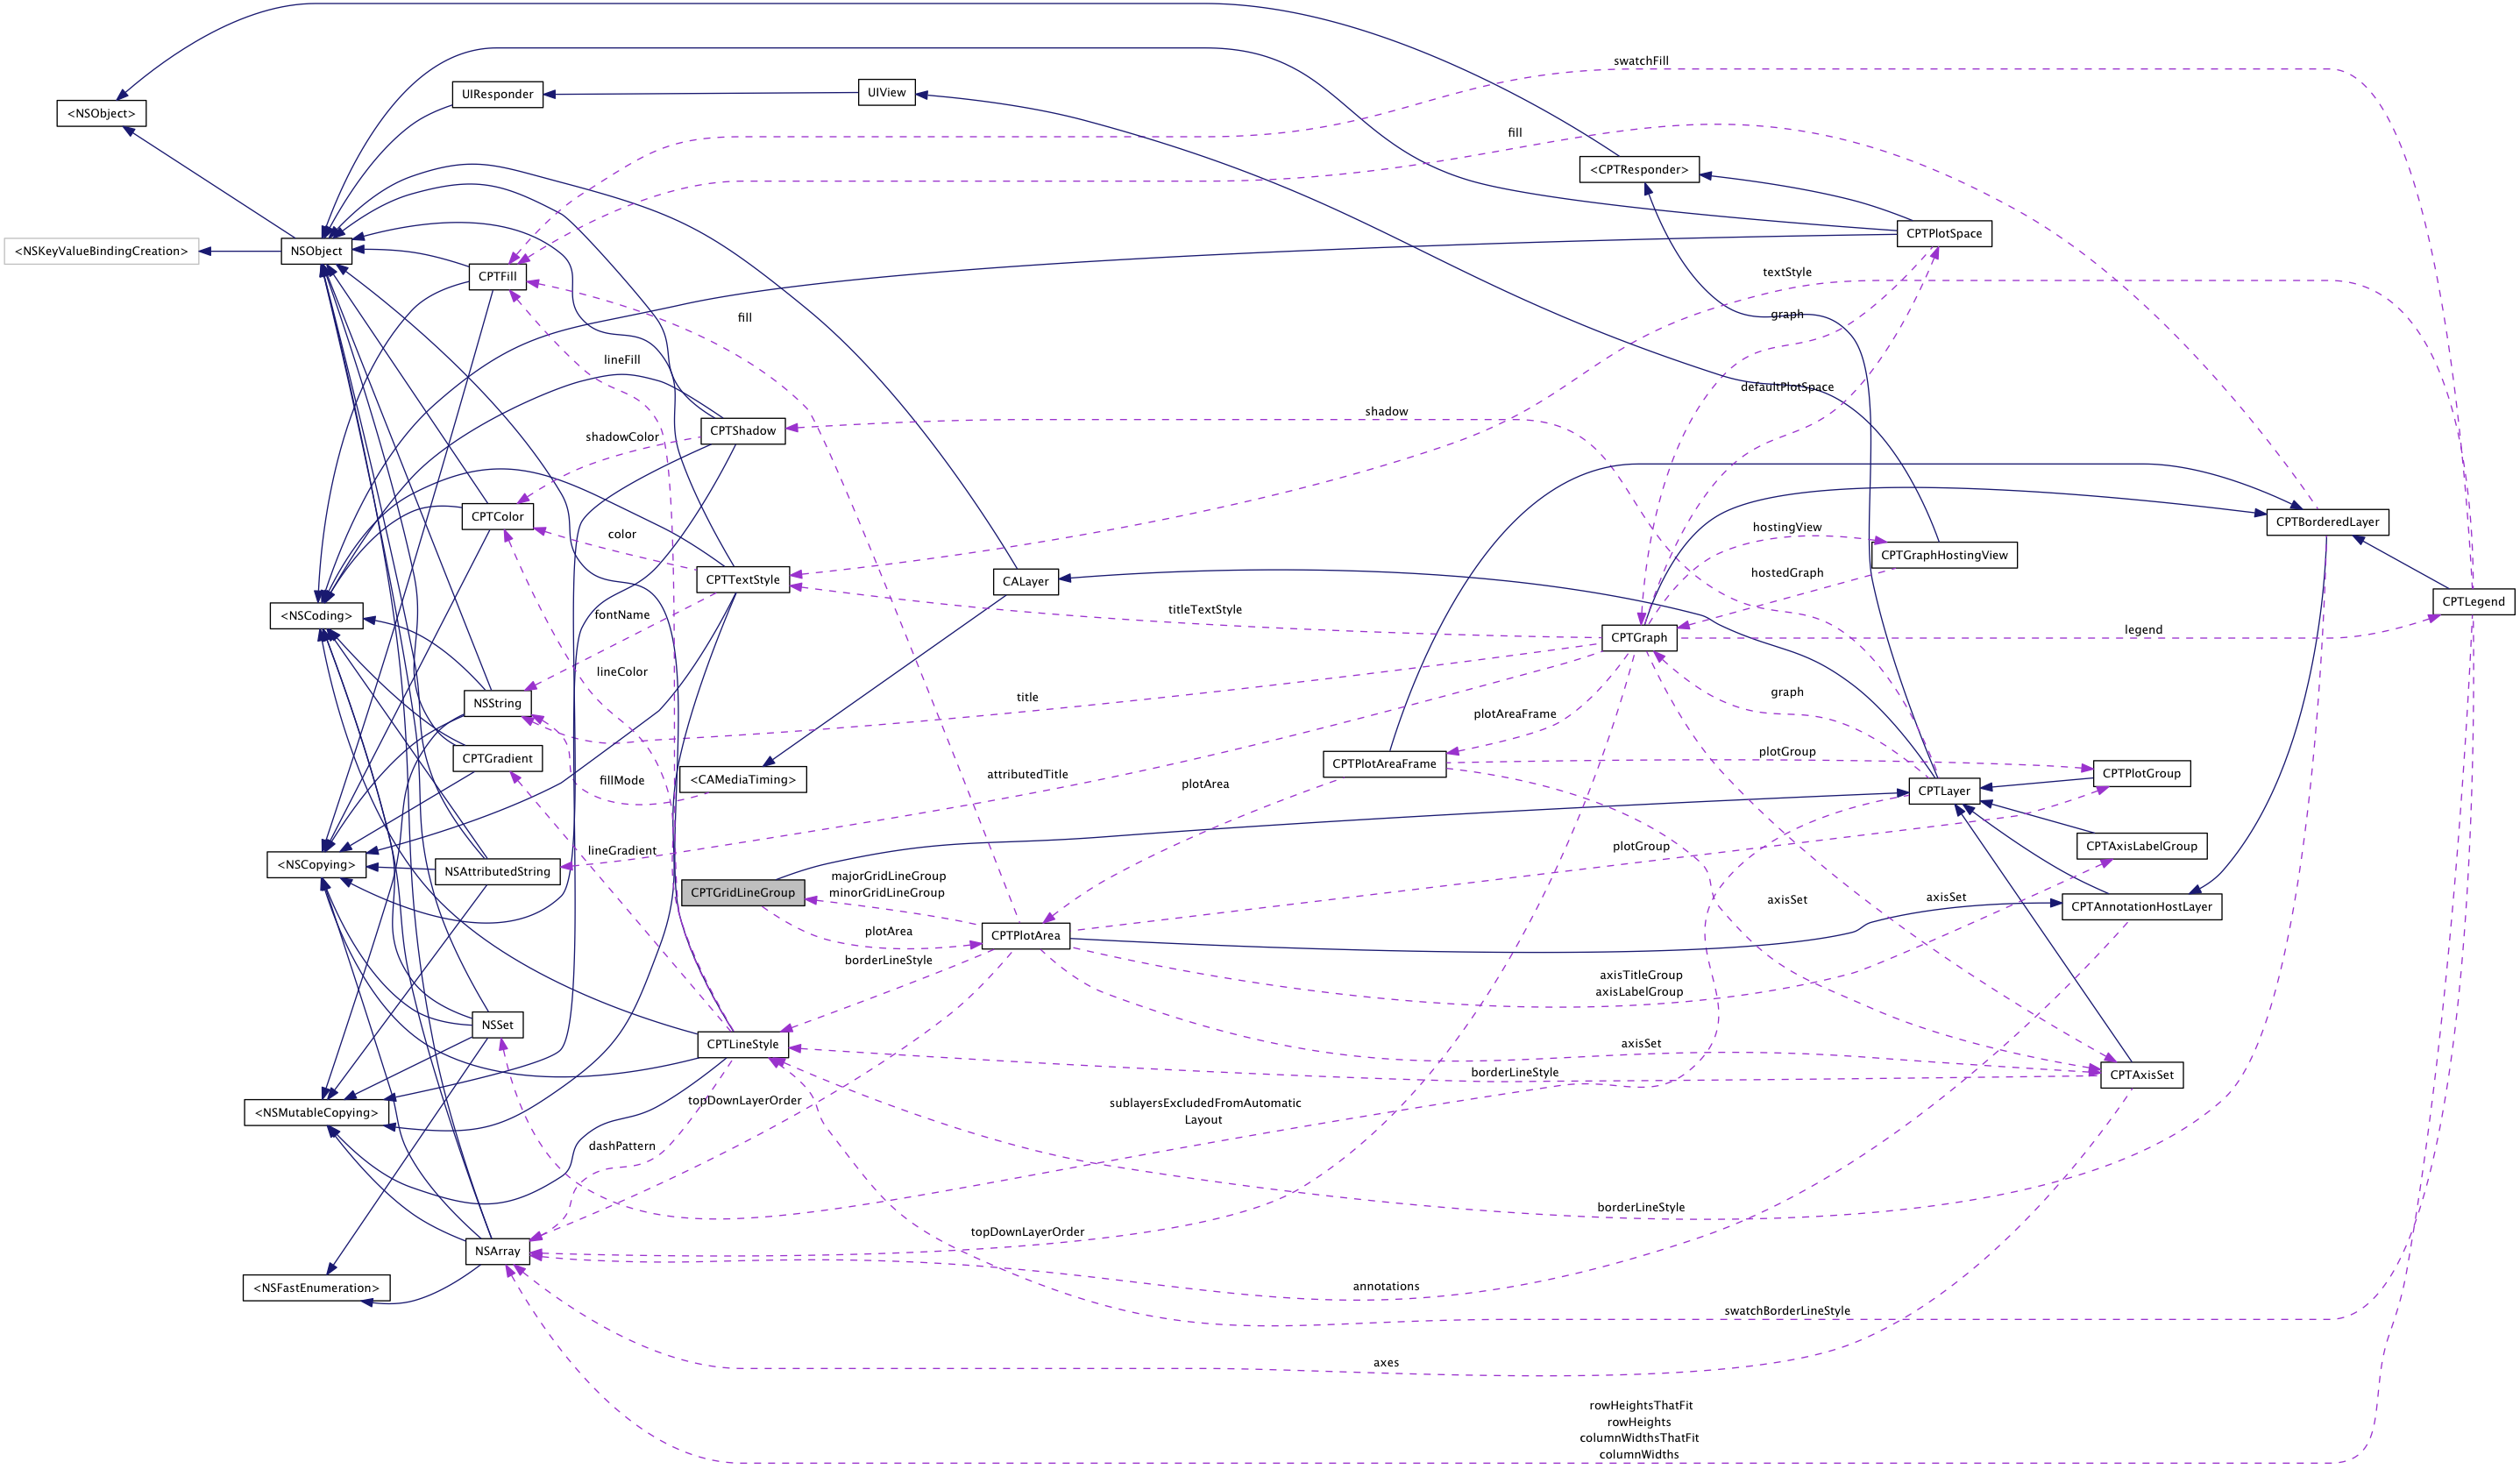 swatchFill
UIResponder
UIView
<NSObject>
fill
<CPTResponder>
CPTPlotSpace
<NSKeyValueBindingCreation>
NSObject
CPTFill
textStyle
fill
graph
lineFill
defaultPlotSpace
shadow
CPTShadow
shadowColor
CPTColor
CPTBorderedLayer
hostingView
color
CPTGraphHostingView
CPTTextStyle
CALayer
hostedGraph
<NSCoding>
fontName
titleTextStyle
CPTLegend
CPTGraph
legend
lineColor
NSString
title
graph
plotAreaFrame
CPTGradient
CPTPlotAreaFrame
plotGroup
CPTPlotGroup
fillMode
<CAMediaTiming>
attributedTitle
plotArea
CPTLayer
lineGradient
plotGroup
CPTAxisLabelGroup
<NSCopying>
NSAttributedString
CPTGridLineGroup
majorGridLineGroup
minorGridLineGroup
axisSet
axisSet
CPTAnnotationHostLayer
plotArea
CPTPlotArea
borderLineStyle
axisTitleGroup
axisLabelGroup
NSSet
CPTLineStyle
axisSet
borderLineStyle
CPTAxisSet
topDownLayerOrder
sublayersExcludedFromAutomatic
Layout
<NSMutableCopying>
dashPattern
borderLineStyle
topDownLayerOrder
NSArray
<NSFastEnumeration>
annotations
swatchBorderLineStyle
axes
rowHeightsThatFit
rowHeights
columnWidthsThatFit
columnWidths